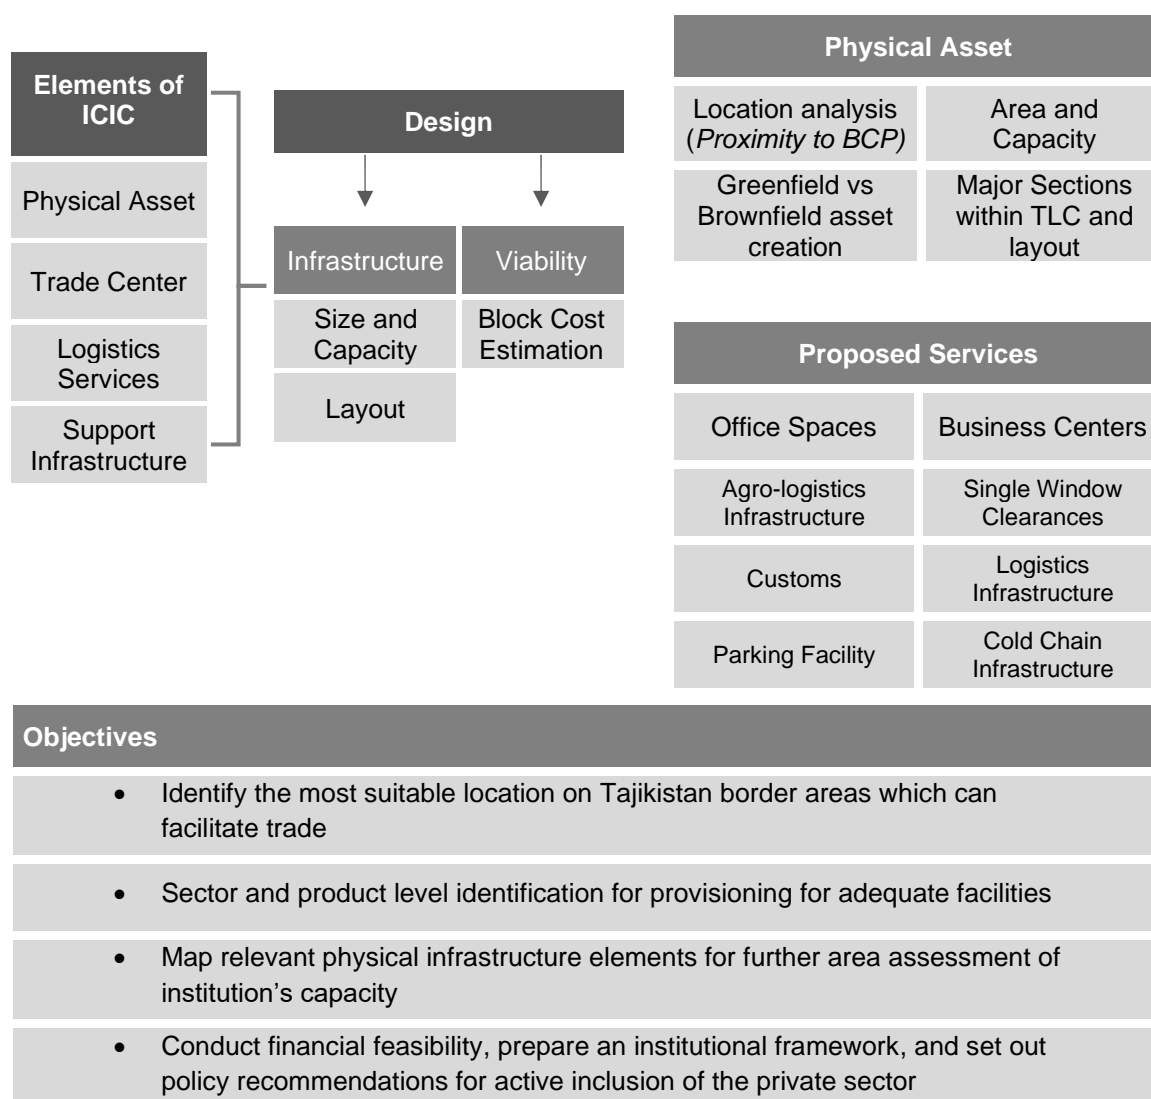 Elements of
ICIC
Physical Asset
Trade Center
Logistics
Services
Support
Infrastructure
Design
Infrastructure
Viability
Size and
Capacity
Block Cost
Estimation
Layout
Physical Asset
Location analysis
(Proximity to BCP)
Area and
Capacity
Greenfield vs
Brownfield asset
creation
Major Sections
within TLC and
layout
Proposed Services
Office Spaces
Business Centers
Agro-logistics
Infrastructure
Single Window
Clearances
Customs
Logistics
Infrastructure
Parking Facility
Cold Chain
Infrastructure
Objectives
• Identify the most suitable location on Tajikistan border areas which can
facilitate trade
• Sector and product level identification for provisioning for adequate facilities
• Map relevant physical infrastructure elements for further area assessment of
institution’s capacity
• Conduct financial feasibility, prepare an institutional framework, and set out
policy recommendations for active inclusion of the private sector